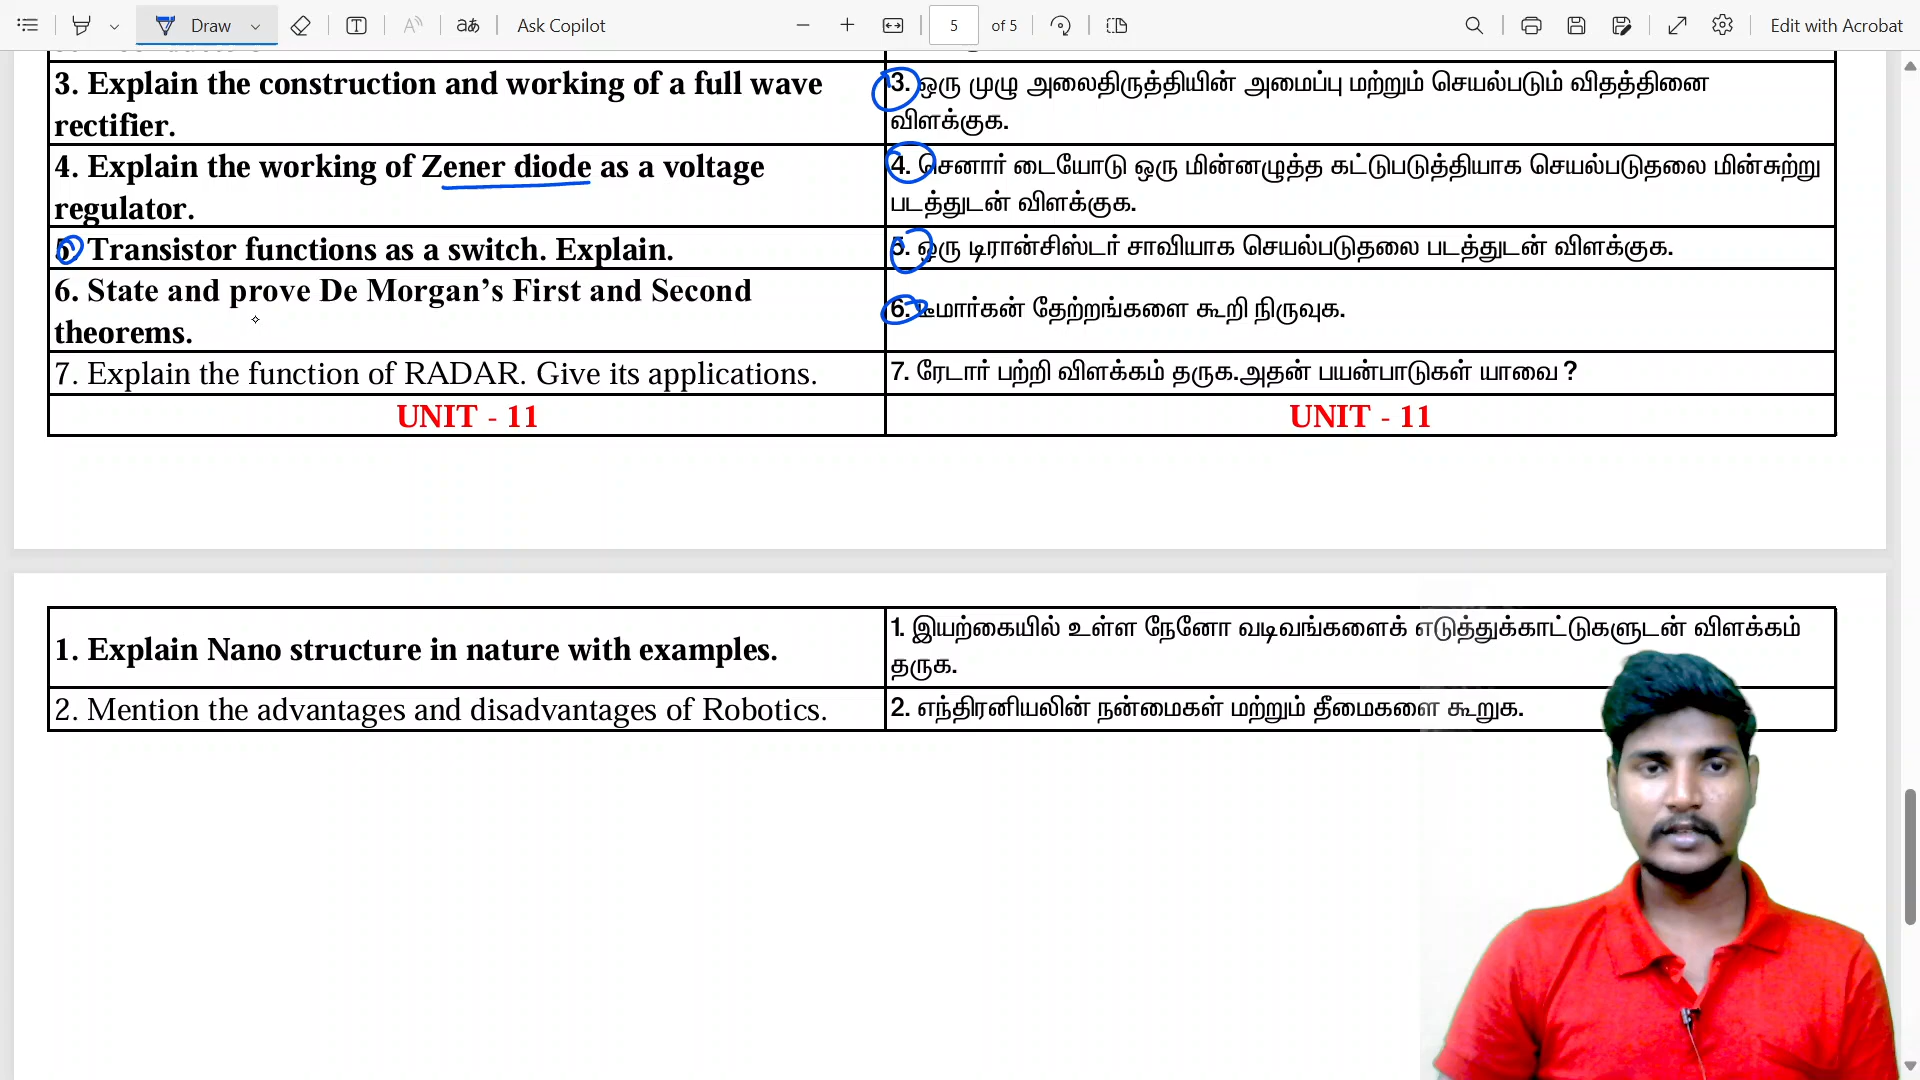 Draw
Ask Copilot
5
of 5
Edit with Acrobat
3. Explain the construction and working of a full wave
rectifier.
3. ஒரு முழு அலைதிருத்தியின் அமைப்பு மற்றும் செயல்படும் விதத்தினை
விளக்குக.
4. Explain the working of Zener diode as a voltage
regulator.
4. செனார் டையோடு ஒரு மின்னழுத்த கட்டுபடுத்தியாக செயல்படுதலை மின்சுற்று
படத்துடன் விளக்குக.
5. Transistor functions as a switch. Explain.
5. ஒரு டிரான்சிஸ்டர் சாவியாக செயல்படுதலை படத்துடன் விளக்குக.
6. State and prove De Morgan's First and Second
theorems.
6. டீமார்கன் தேற்றங்களை கூறி நிருவுக.
7. Explain the function of RADAR. Give its applications.
7. ரேடார் பற்றி விளக்கம் தருக.அதன் பயன்பாடுகள் யாவை ?
UNIT - 11
UNIT - 11
1. Explain Nano structure in nature with examples.
1. இயற்கையில் உள்ள நேனோ வடிவங்களைக் எடுத்துக்காட்டுகளுடன் விளக்கம்
தருக.
2. Mention the advantages and disadvantages of Robotics.
2. எந்திரனியலின் நன்மைகள் மற்றும் தீமைகளை கூறுக.